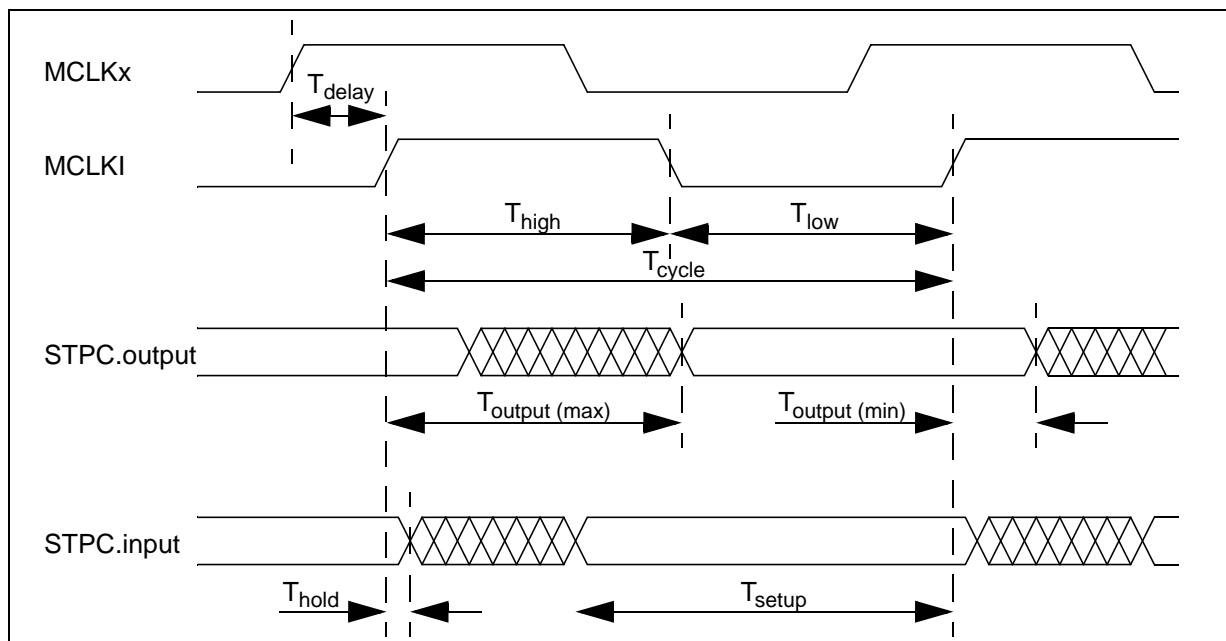 MCLKx
Tdelay
MCLKI
Thigh
Tlow
Tcycle
STPC.output
Toutput (max)
Toutput (min)
STPC.input
Thold
Tsetup